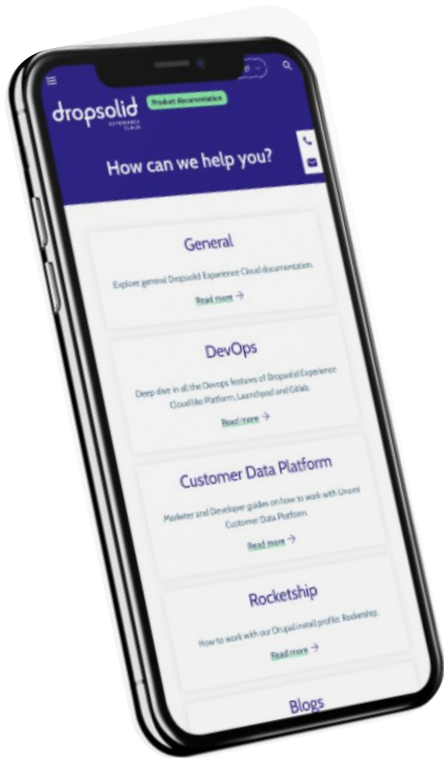 dropsolid
EXPERIENCE
CLOUD
Product documentation
How can we help you?
General
Explore general Dropsolid Experience Cloud documentation.
Read more →
DevOps
Deep dive in all the Devops features of Dropsolid Experience
Cloud like Platform, Launchpad and Gitlab.
Read more →
Customer Data Platform
Marketer and Developer guides on how to work with Unomi
Customer Data Platform.
Read more →
Rocketship
How to work with our Drupal install profile: Rocketship.
Read more →
Blogs